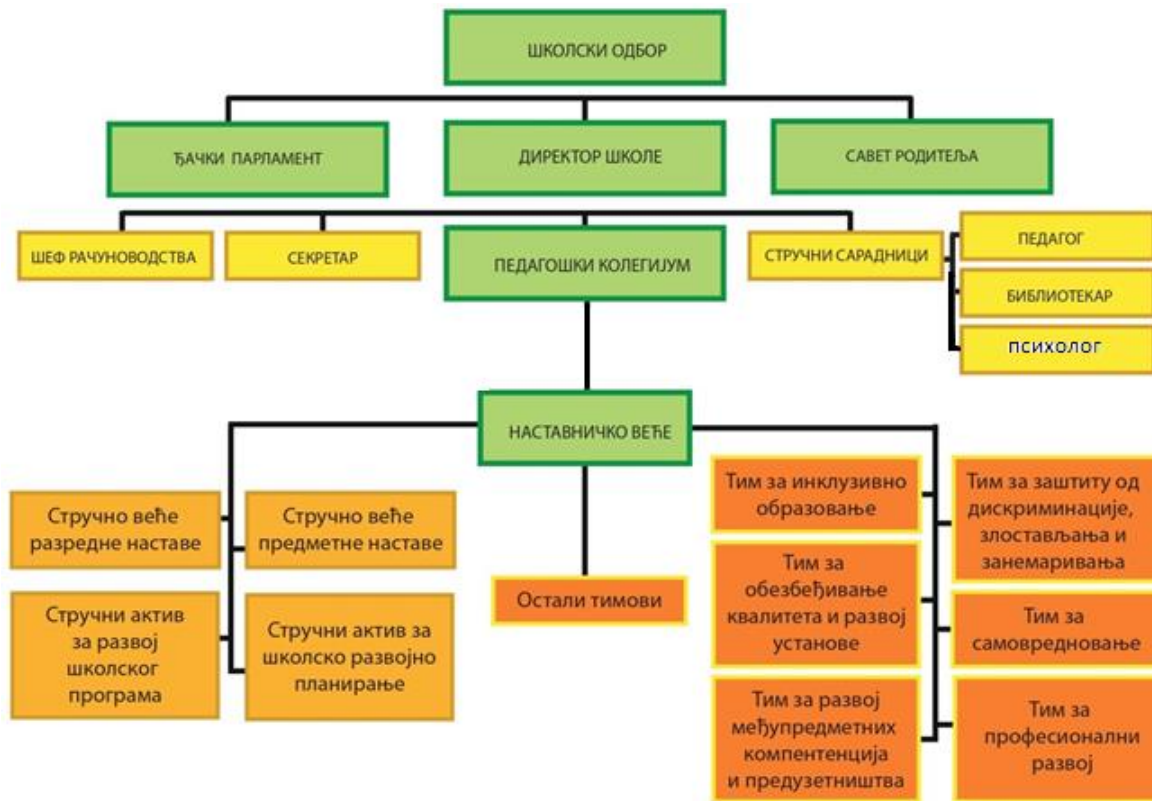 ШКОЛСКИ ОДБОР
ЂАЧКИ ПАРЛАМЕНТ
ДИРЕКТОР ШКОЛЕ
САВЕТ РОДИТЕЉА
ШЕФ РАЧУНОВОДСТВА
СЕКРЕТАР
ПЕДАГОШКИ КОЛЕГИЈУМ
СТРУЧНИ САРАДНИЦИ
ПЕДАГОГ
БИБЛИОТЕКАР
ПСИХОЛОГ
НАСТАВНИЧКО ВЕЋЕ
Стручно веће
разредне наставе
Стручно веће
предметне наставе
Стручни актив
за развој
школског
програма
Стручни актив за
школско развојно
планирање
Остали тимови
Тим за инклузивно
образовање
Тим за заштиту од
дискриминације,
злостављања и
занемаривања
Тим за
обезбеђивање
квалитета и развој
установе
Тим за
самовредновање
Тим за развој
међупредметних
компентенција
и предузетништва
Тим за
професионални
развој